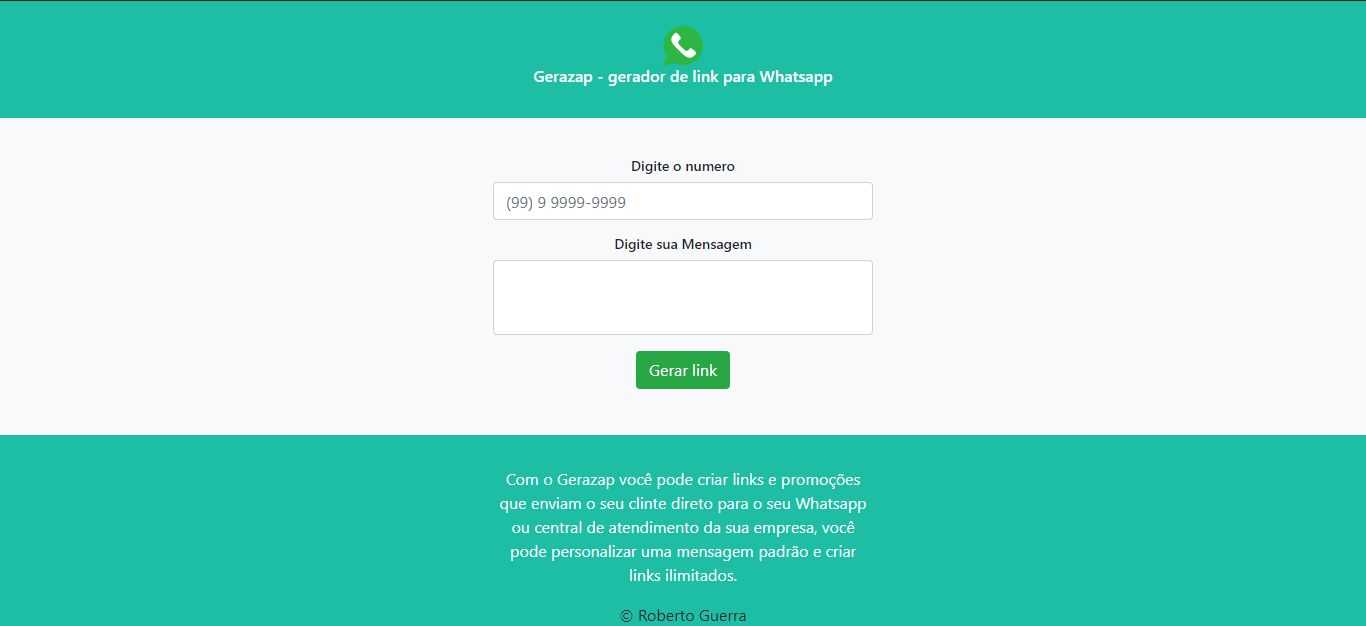 Gerazap - gerador de link para Whatsapp
Digite o numero
(99) 9 9999-9999
Digite sua Mensagem
Gerar link
Com o Gerazap você pode criar links e promoções
que enviam o seu clinte direto para o seu Whatsapp
ou central de atendimento da sua empresa, você
pode personalizar uma mensagem padrão e criar
links ilimitados.
© Roberto Guerra